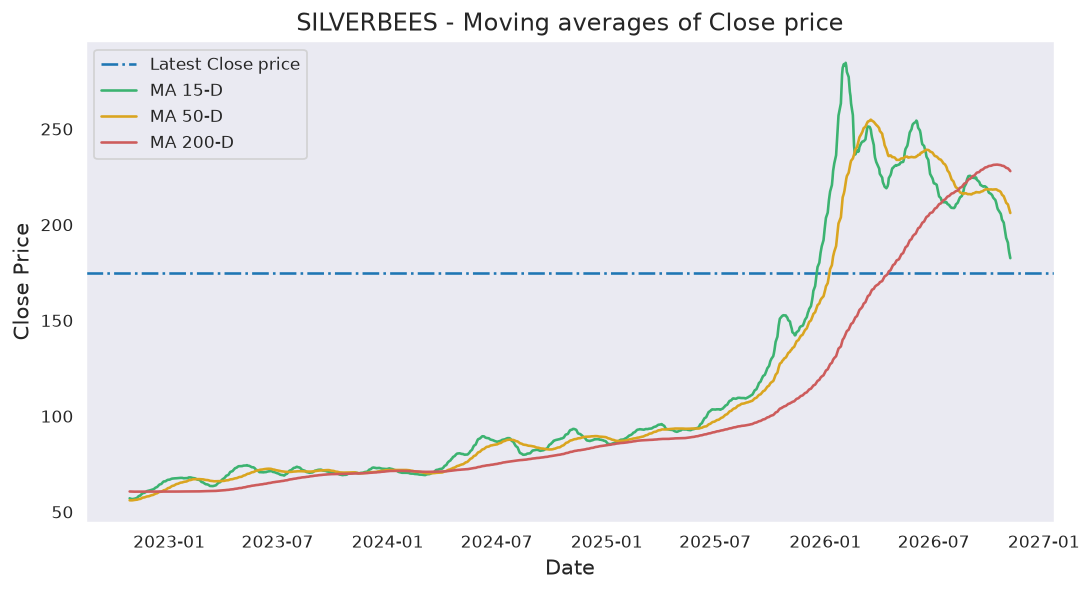 SILVERBEES - Moving averages of Close price
Latest Close price
MA 15-D
MA 50-D
MA 200-D
Close Price
250
200
150
100
50
2023-01 2023-07 2024-01 2024-07 2025-01 2025-07 2026-01 2026-07 2027-01
Date